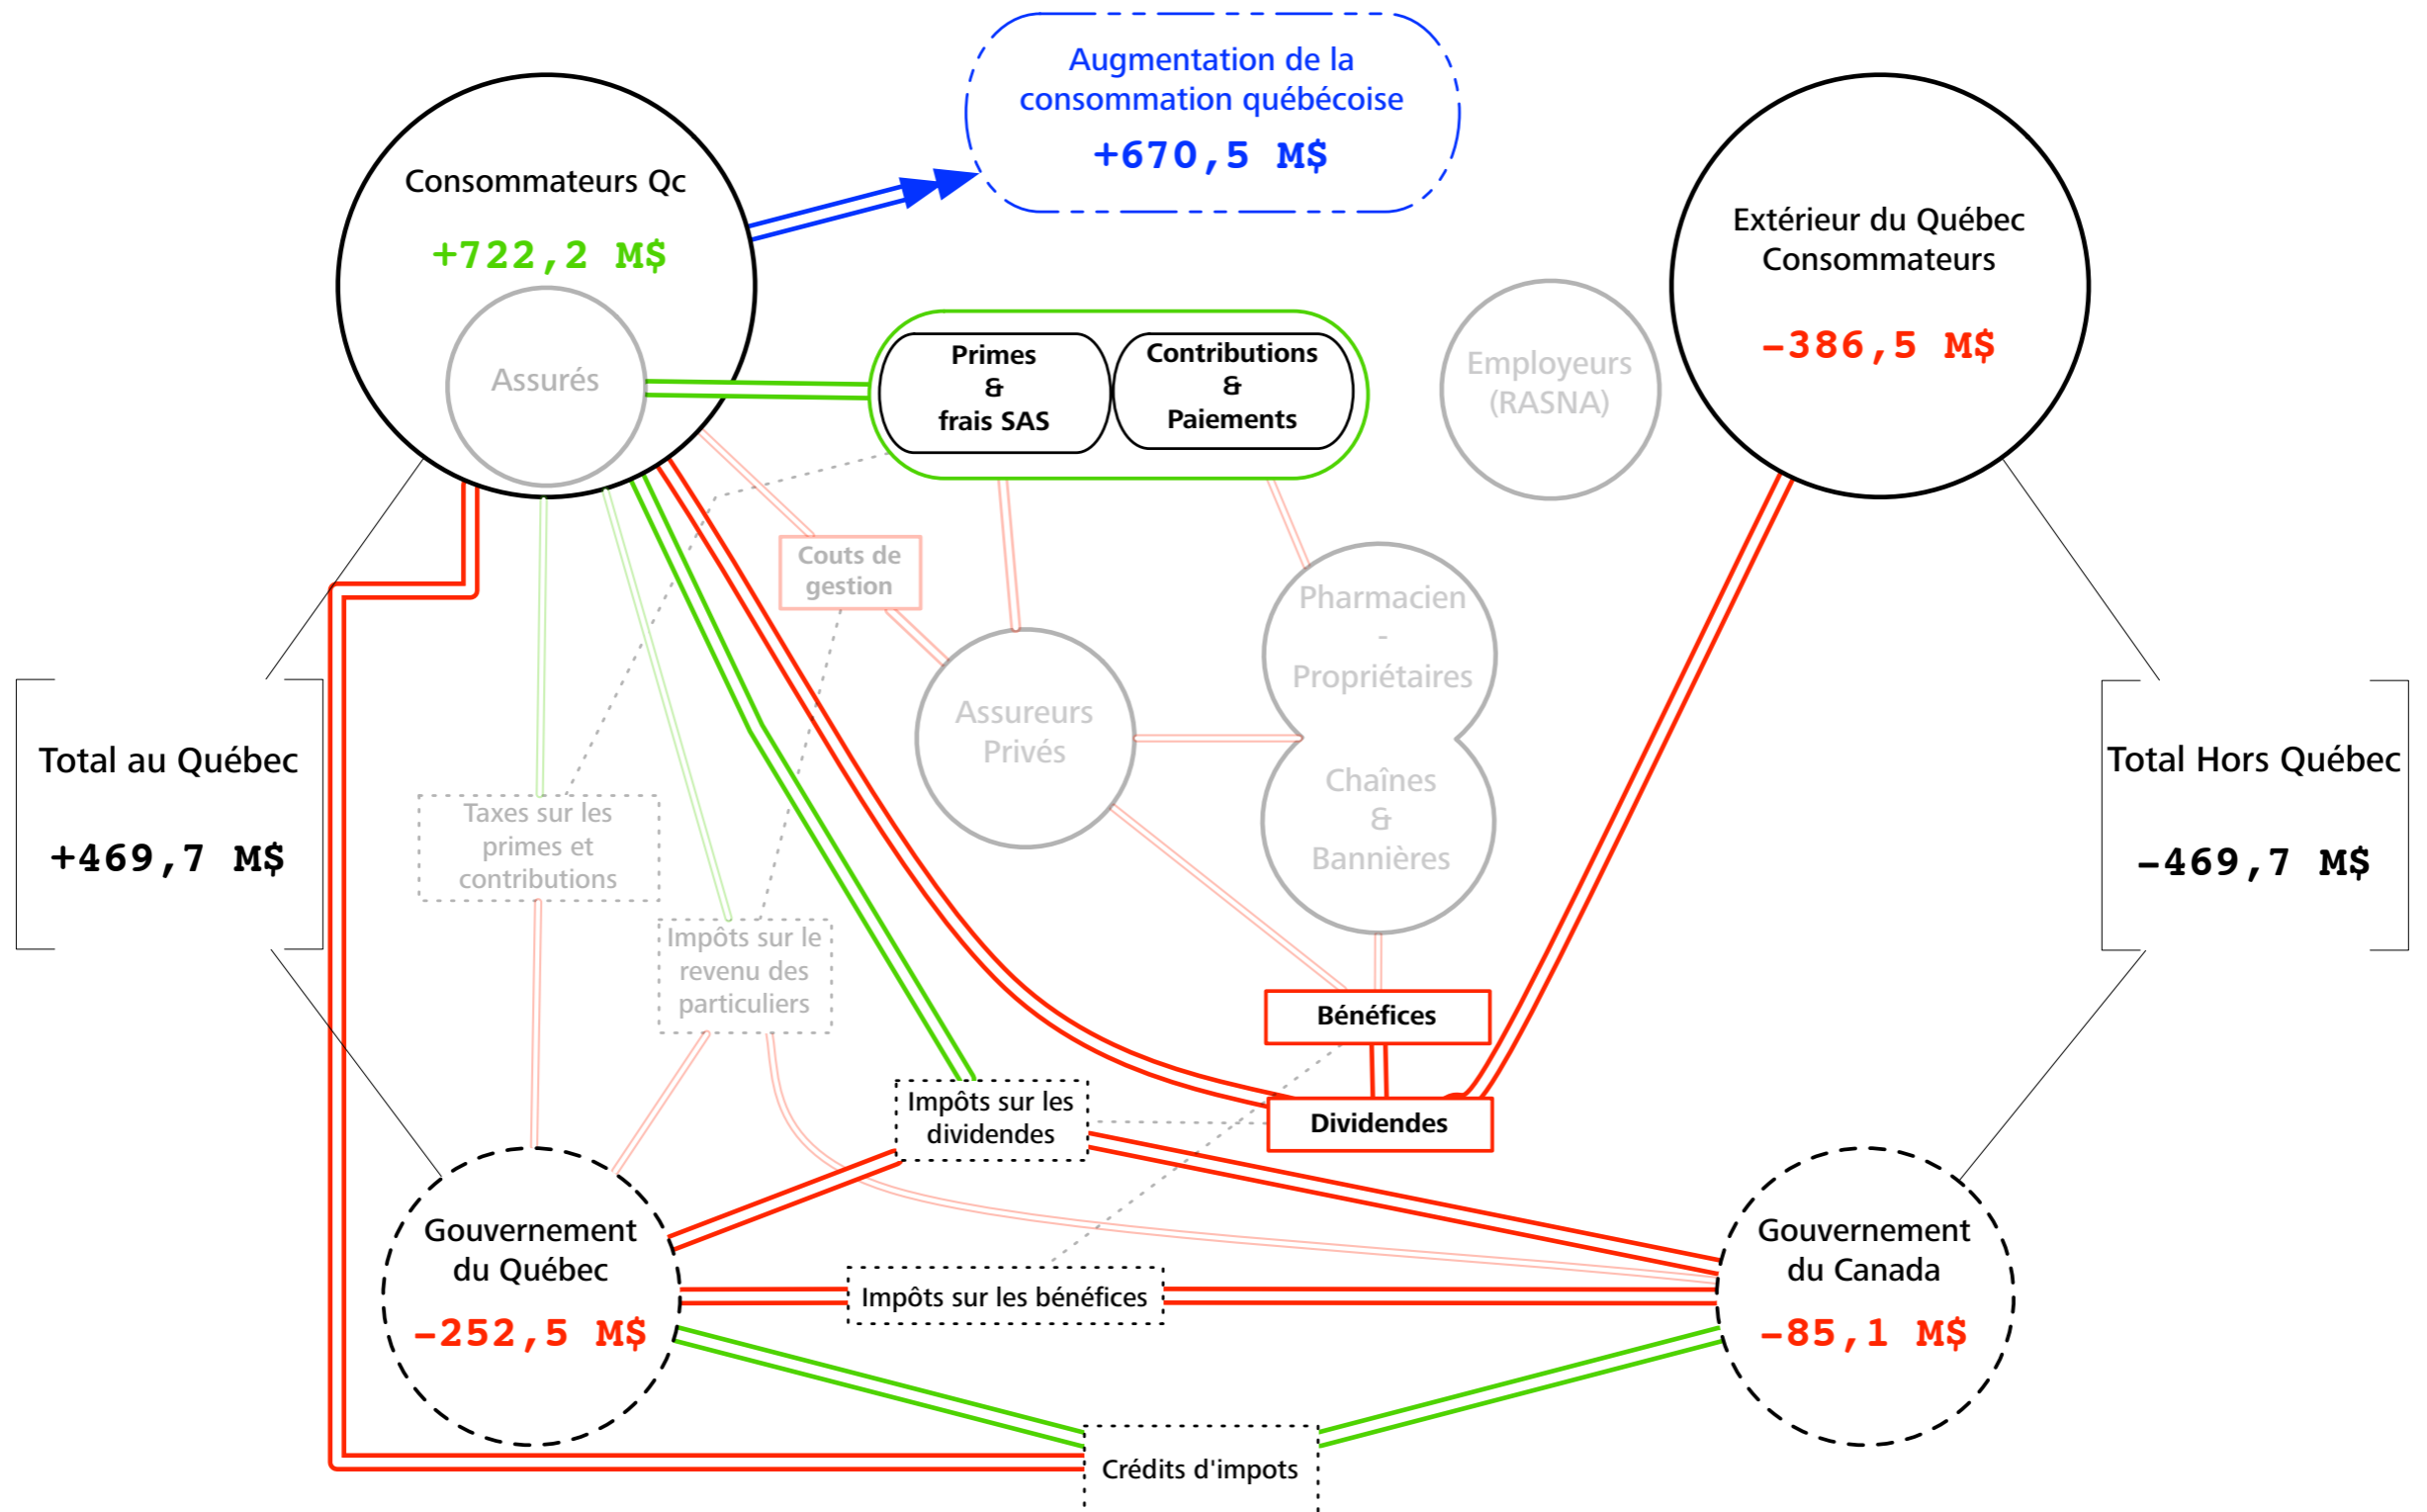 Augmentation de la
consommation québécoise
+670,5 M$
Consommateurs Qc
+722,2 M$
Assurés
Primes
&
frais SAS
Contributions
&
Paiements
Employeurs
(RASNA)
Extérieur du Québec
Consommateurs
-386,5 M$
Couts de
gestion
Pharmacien
-
Propriétaires
Assureurs
Privés
Chaînes
&
Bannières
Total au Québec
+469,7 M$
Total Hors Québec
-469,7 M$
Taxes sur les
primes et
contributions
Impôts sur le
revenu des
particuliers
Bénéfices
Impôts sur les
dividendes
Dividendes
Gouvernement
du Québec
-252,5 M$
Impôts sur les bénéfices
Gouvernement
du Canada
-85,1 M$
Crédits d'impots